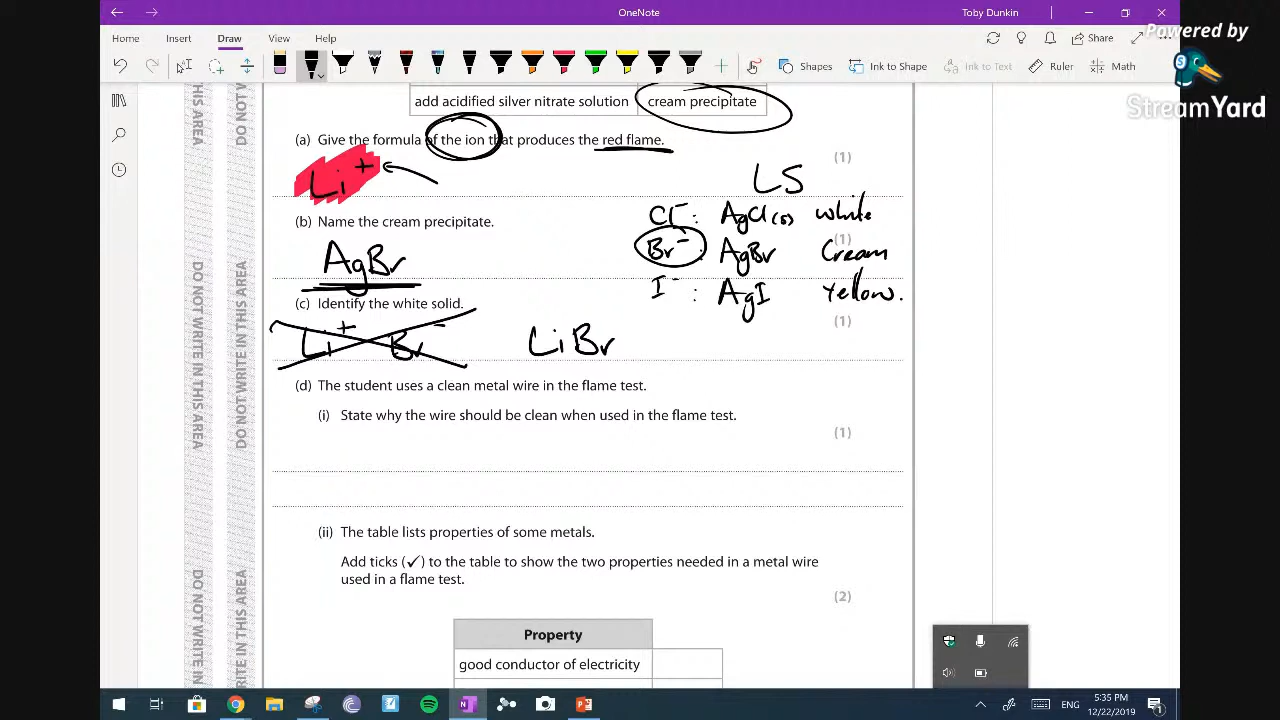 OneNote
Toby Dunkin
Powered by
StreamYard
Home Insert Draw View Help
Share
Shapes Ink to Shape Ink to Text Ruler Math
add acidified silver nitrate solution cream precipitate
(a) Give the formula of the ion that produces the red flame.
(1)
Li+
LS
(b) Name the cream precipitate.
Cl- : AgCl(s) White
(1)
AgBr
Br- : AgBr Cream
I- : AgI Yellow.
(c) Identify the white solid.
(1)
Li+ Br- LiBr
(d) The student uses a clean metal wire in the flame test.
(i) State why the wire should be clean when used in the flame test.
(1)
(ii) The table lists properties of some metals.
Add ticks (✓) to the table to show the two properties needed in a metal wire
used in a flame test.
(2)
Property
good conductor of electricity
THIS AREA
DO NOT WRITE IN THIS AREA
DO NOT WRITE IN
DO NOT
DO NOT WRITE IN THIS AREA
WRITE IN THIS AREA
ENG
5:35 PM
12/22/2019